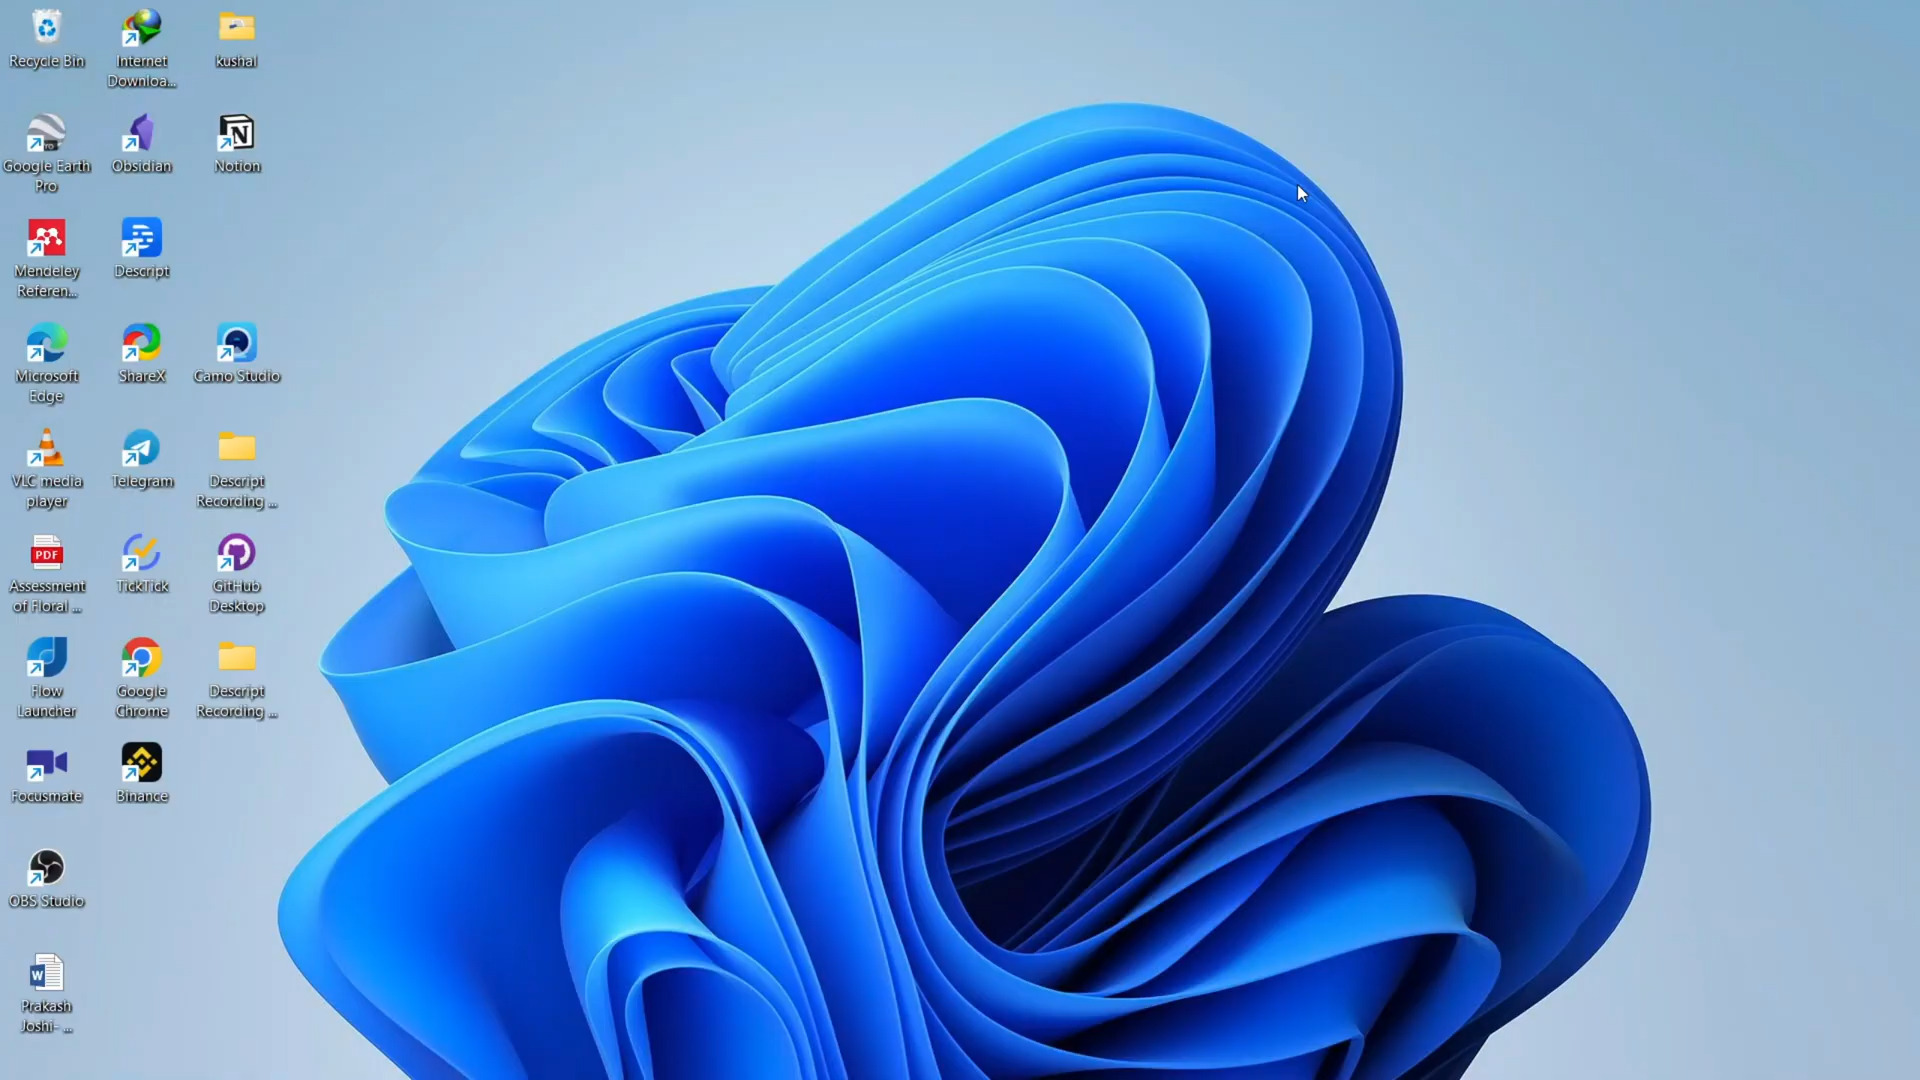 Recycle Bin
Internet
Downloa...
kushal
Google Earth
Pro
Obsidian
Notion
Mendeley
Referen...
Descript
Microsoft
Edge
ShareX
Camo Studio
VLC media
player
Telegram
Descript
Recording ...
PDF
Assessment
of Floral ...
TickTick
GitHub
Desktop
Flow
Launcher
Google
Chrome
Descript
Recording ...
Focusmate
Binance
OBS Studio
W
Prakash
Joshi- ...